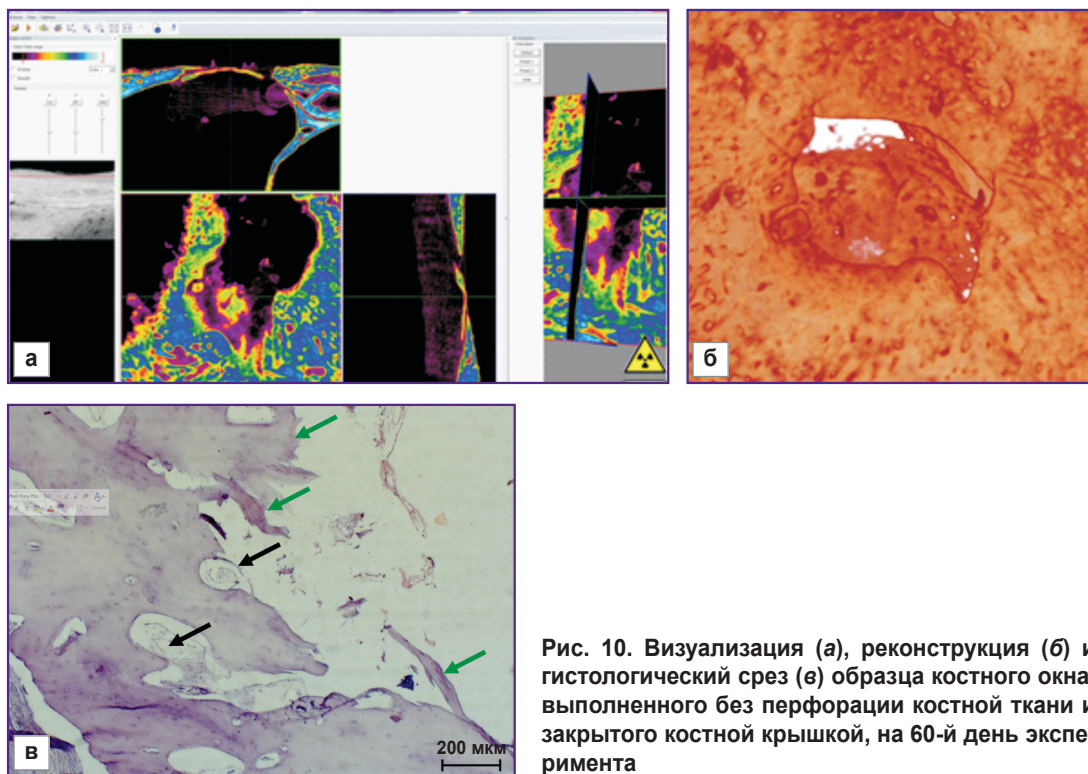 а
б
в
200 мкм
Рис. 10. Визуализация (а), реконструкция (б) и
гистологический срез (в) образца костного окна,
выполненного без перфорации костной ткани и
закрытого костной крышкой, на 60-й день экспе-
римента